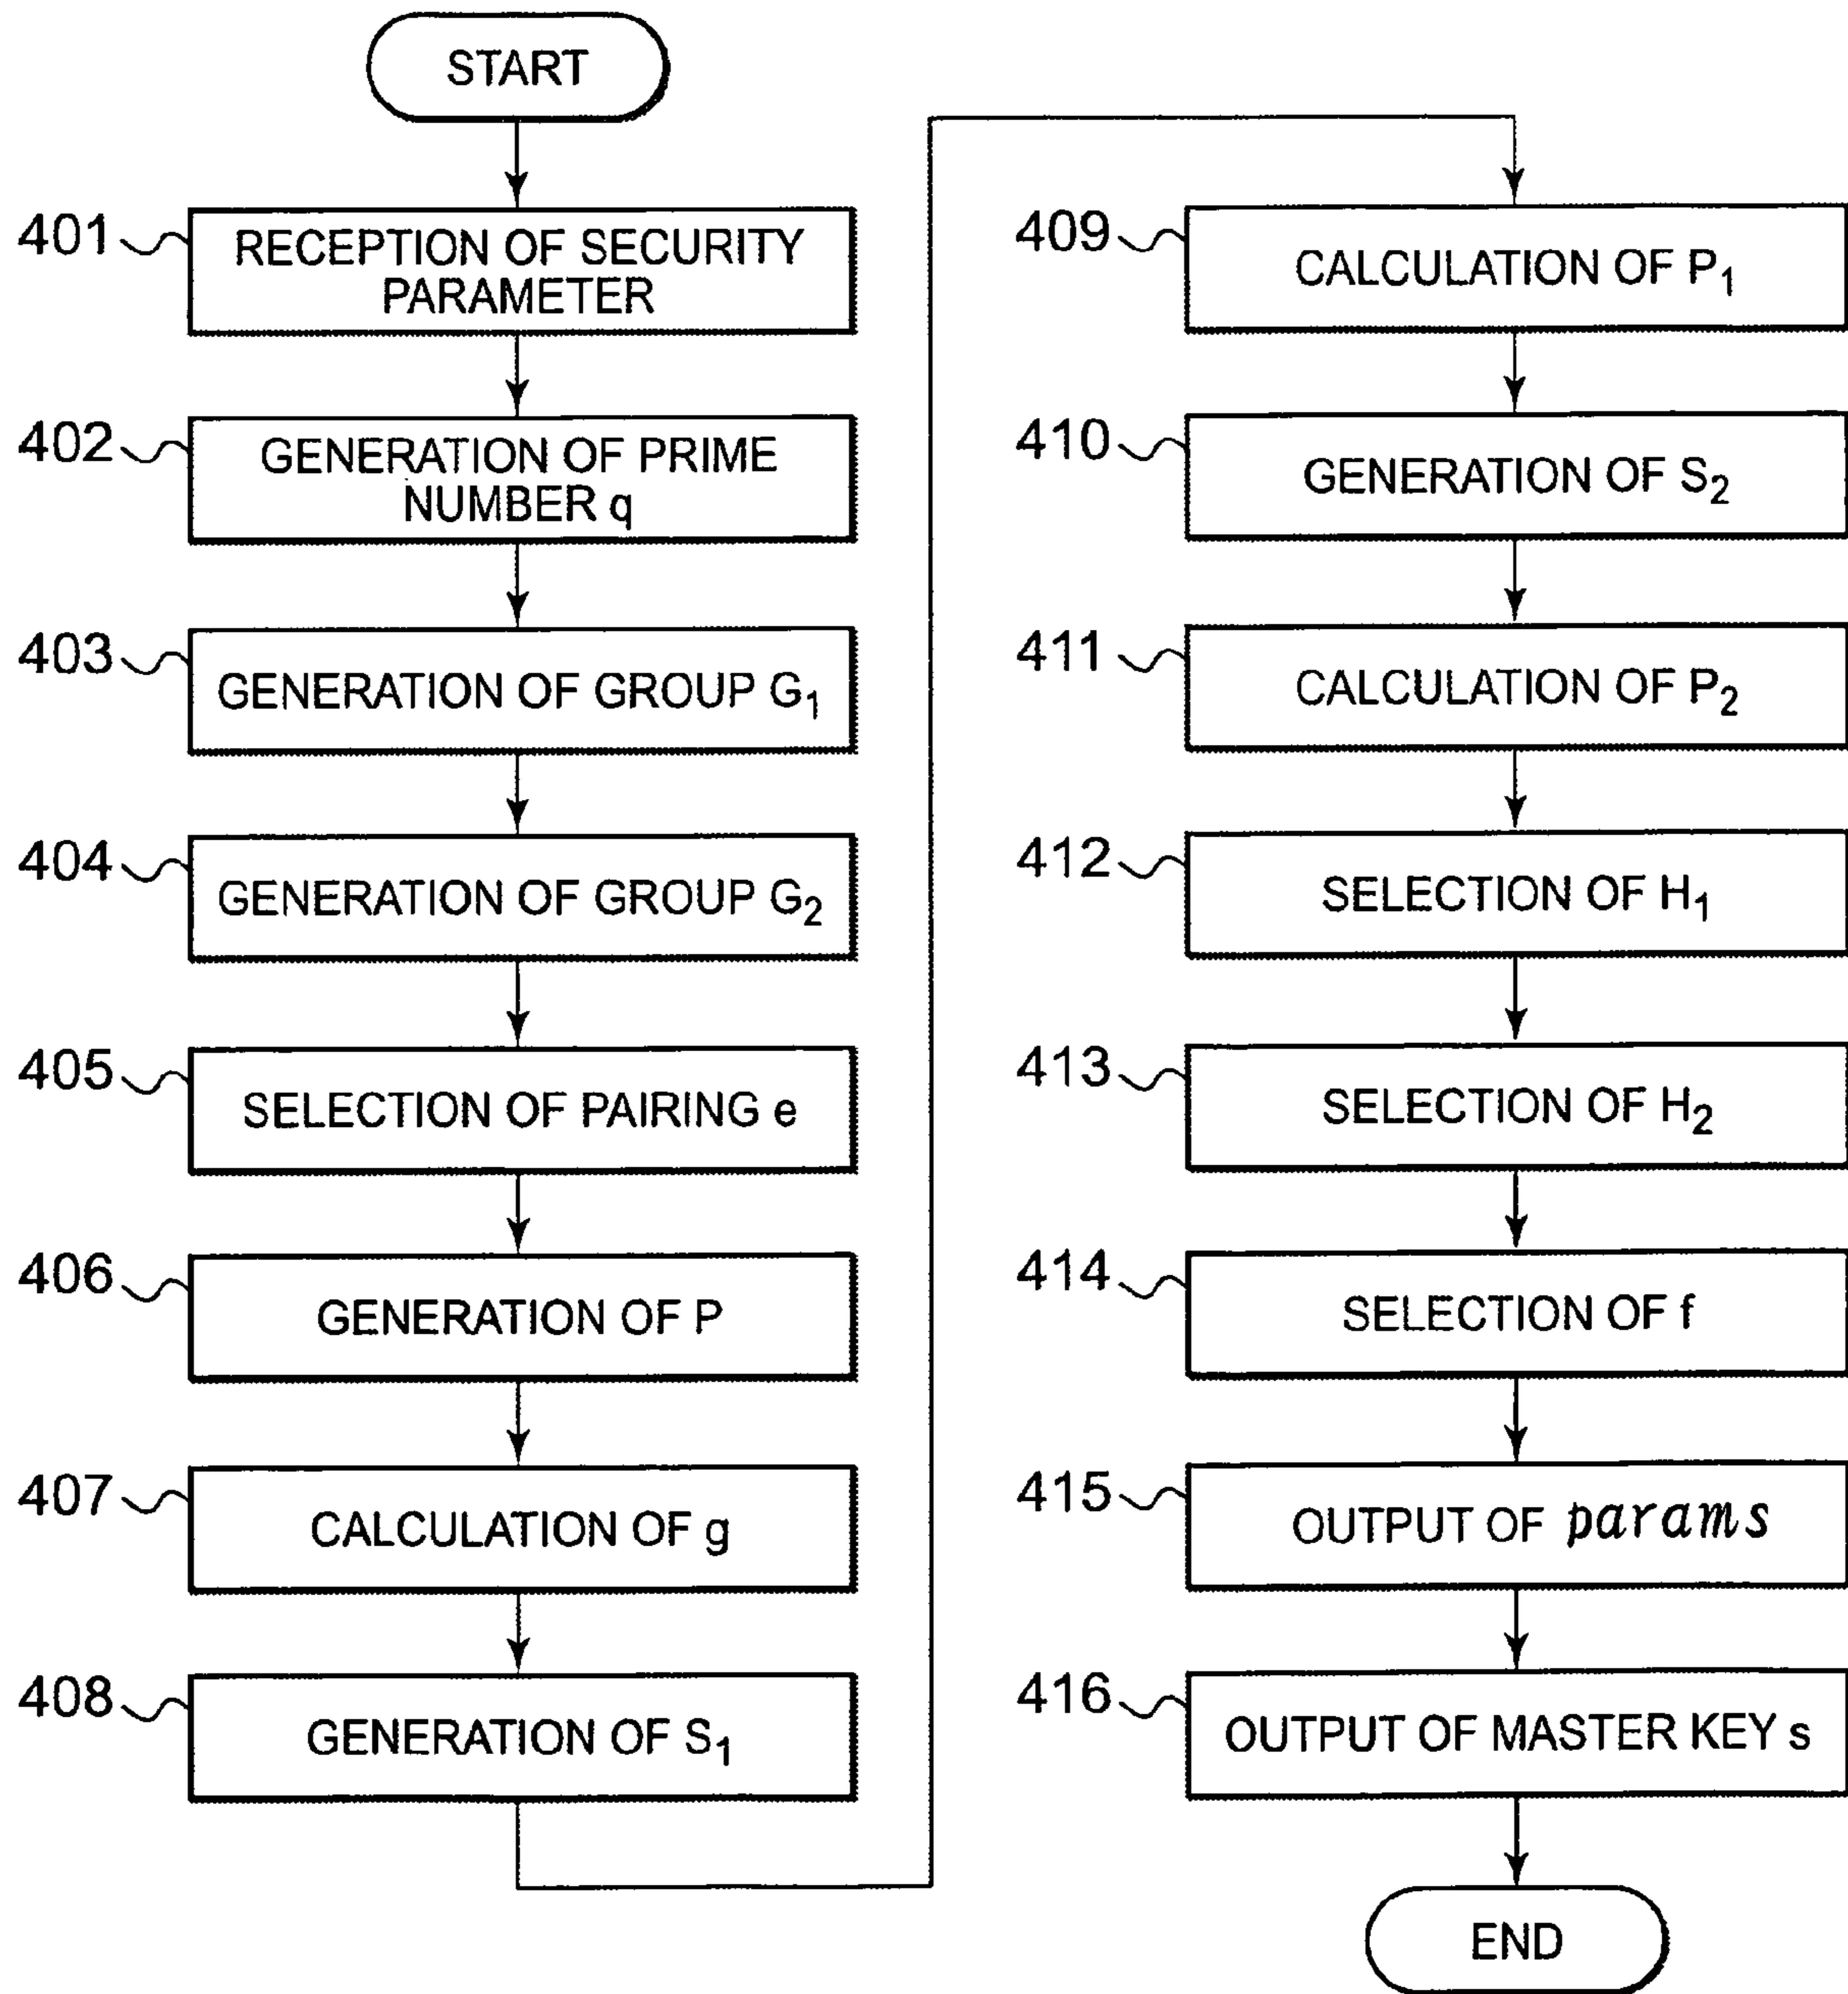 START
401
RECEPTION OF SECURITY
PARAMETER
402
GENERATION OF PRIME
NUMBER q
403
GENERATION OF GROUP G₁
404
GENERATION OF GROUP G₂
405
SELECTION OF PAIRING e
406
GENERATION OF P
407
CALCULATION OF g
408
GENERATION OF S₁
409
CALCULATION OF P₁
410
GENERATION OF S₂
411
CALCULATION OF P₂
412
SELECTION OF H₁
413
SELECTION OF H₂
414
SELECTION OF f
415
OUTPUT OF params
416
OUTPUT OF MASTER KEY s
END